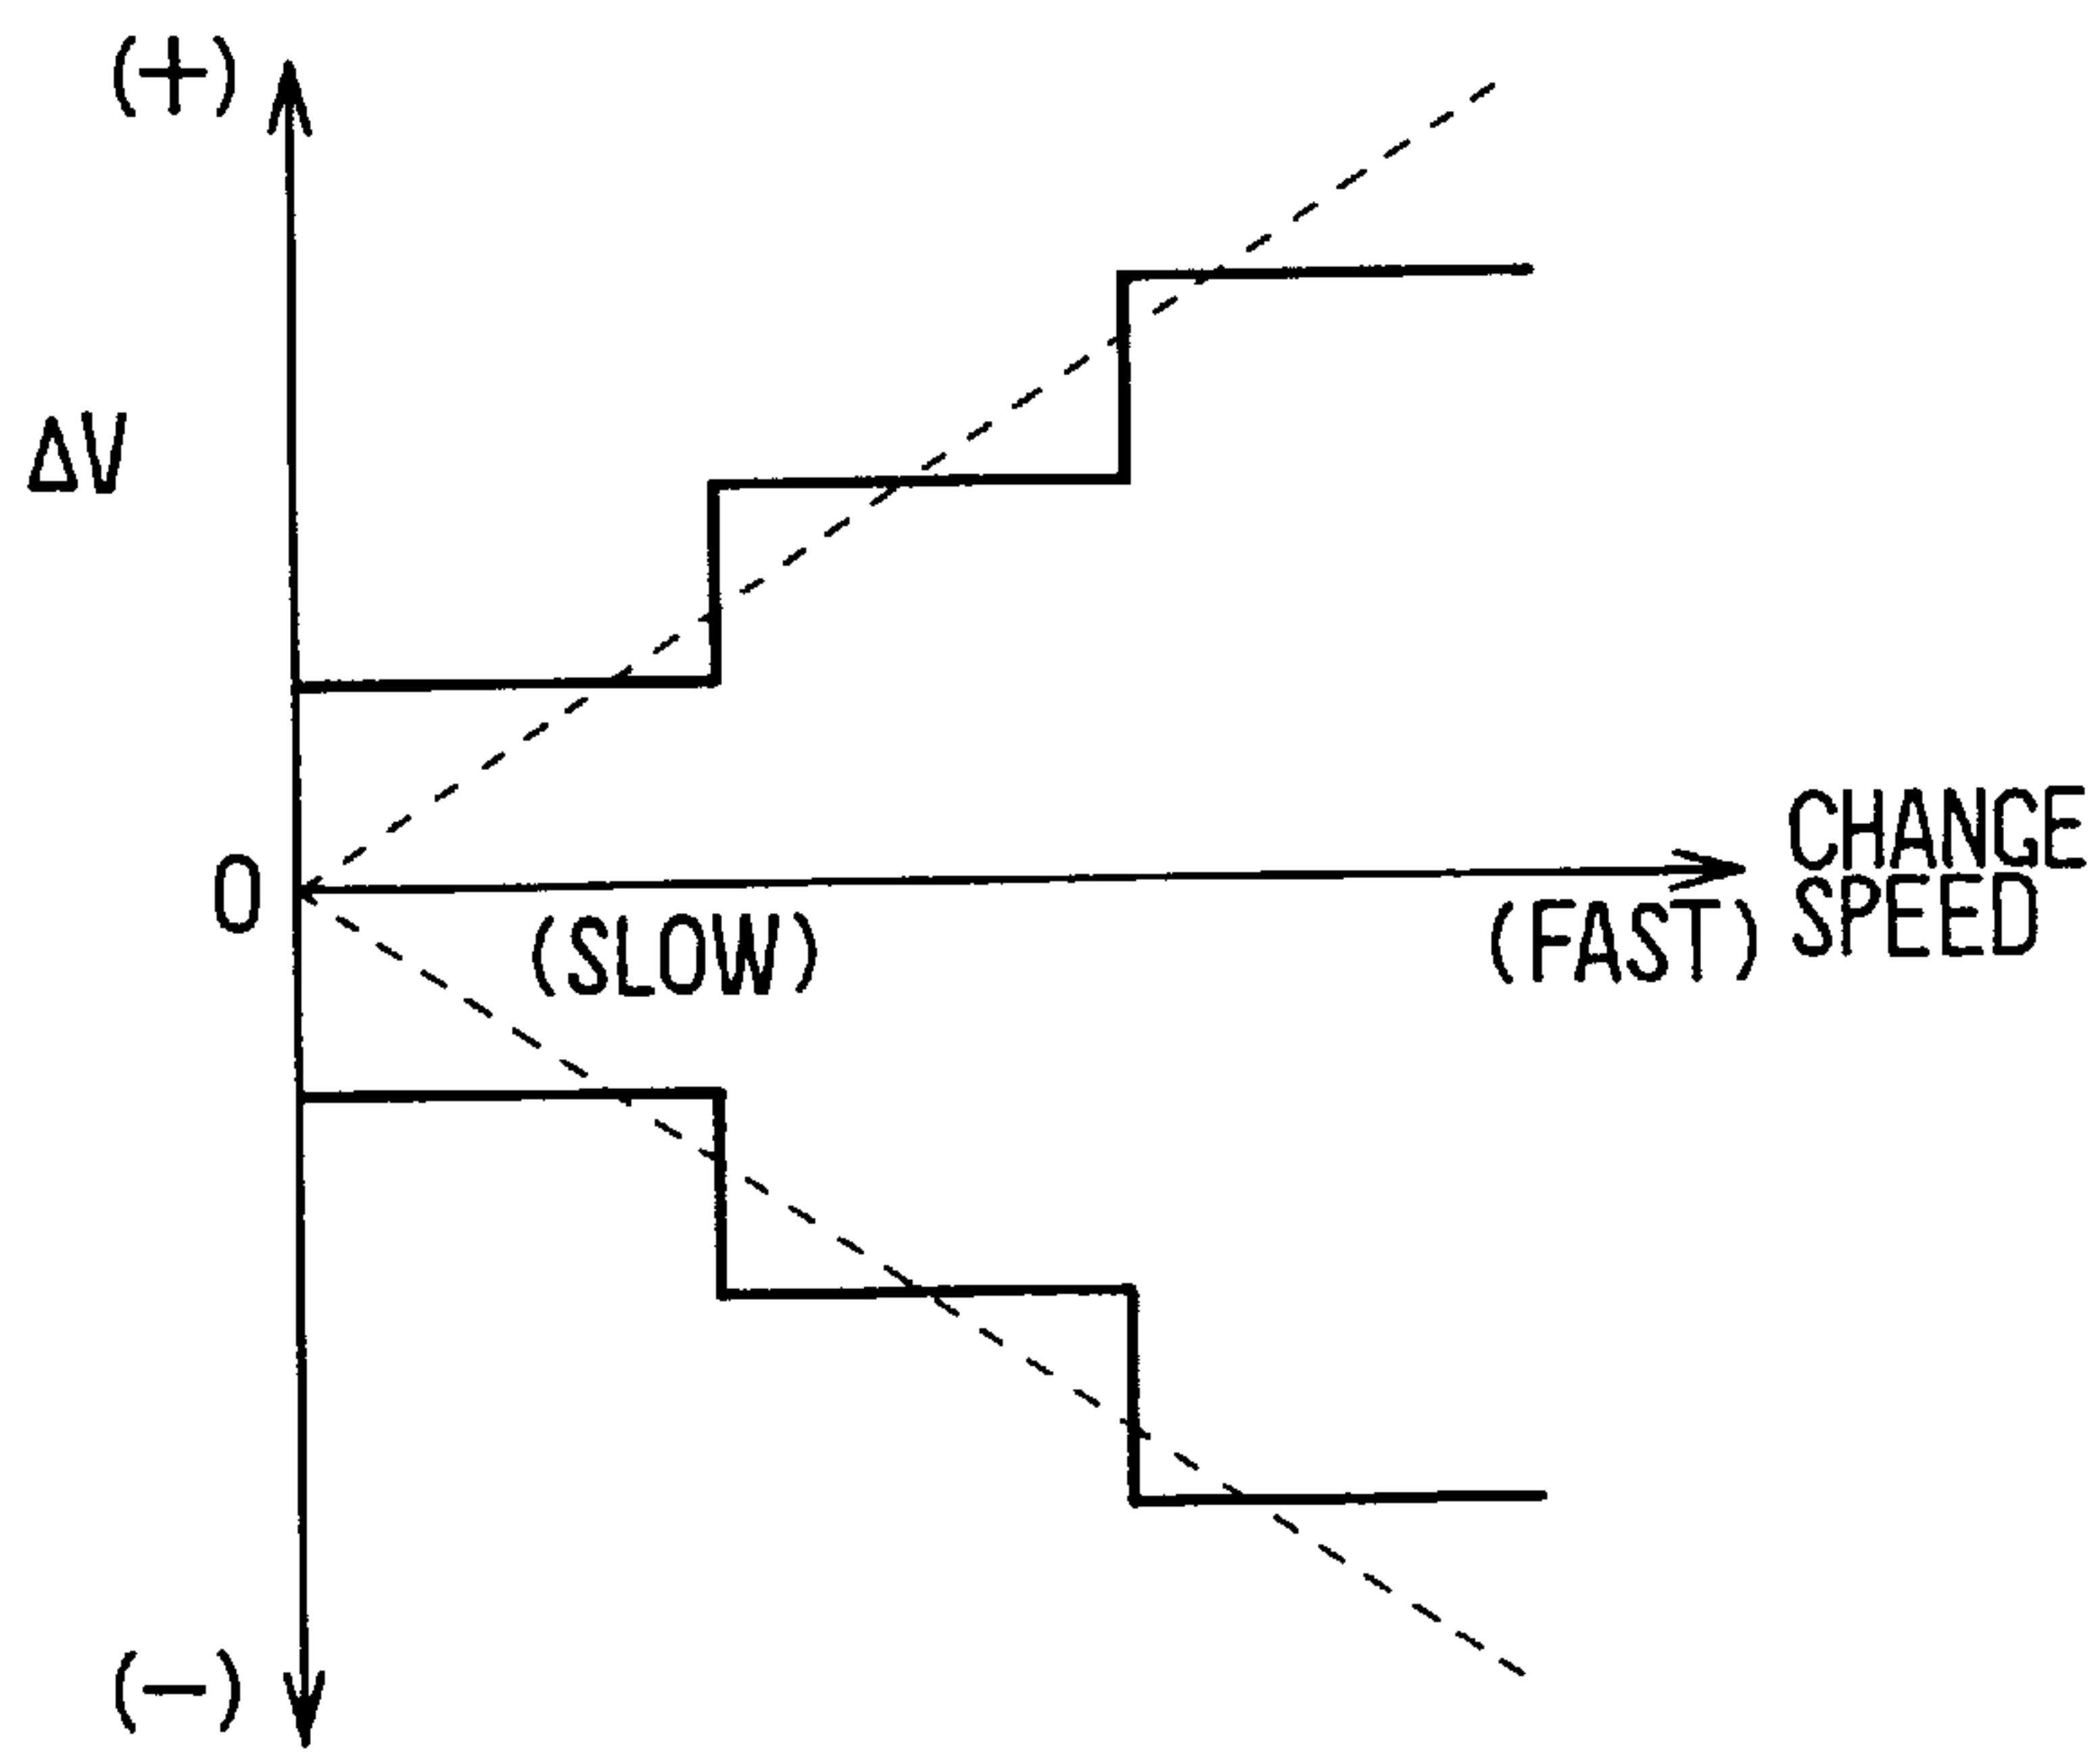 (+)
ΔV
CHANGE
SPEED
0
(SLOW)
(FAST)
(−)